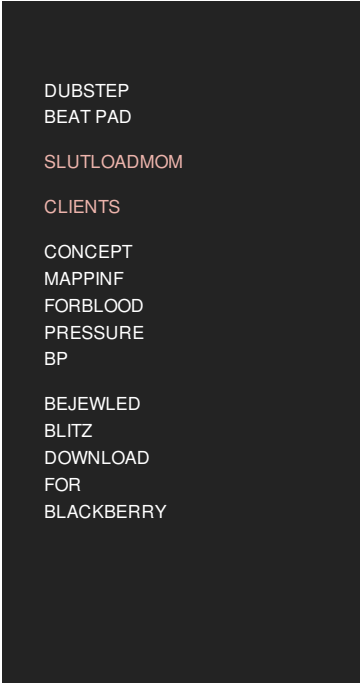 DUBSTEP
BEAT PAD
SLUTLOADMOM
CLIENTS
CONCEPT
MAPPINF
FORBLOOD
PRESSURE
BP
BEJEWLED
BLITZ
DOWNLOAD
FOR
BLACKBERRY